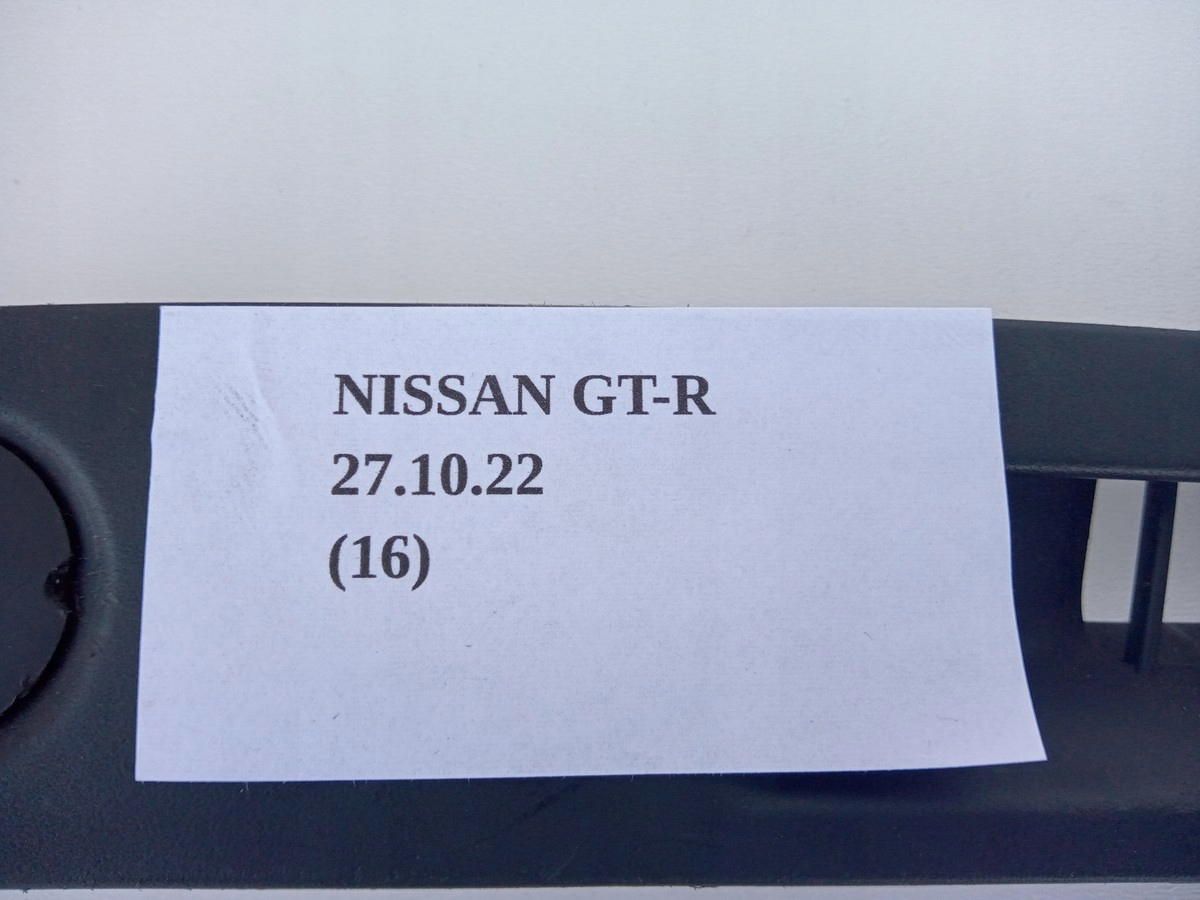 NISSAN GT-R
27.10.22
(16)